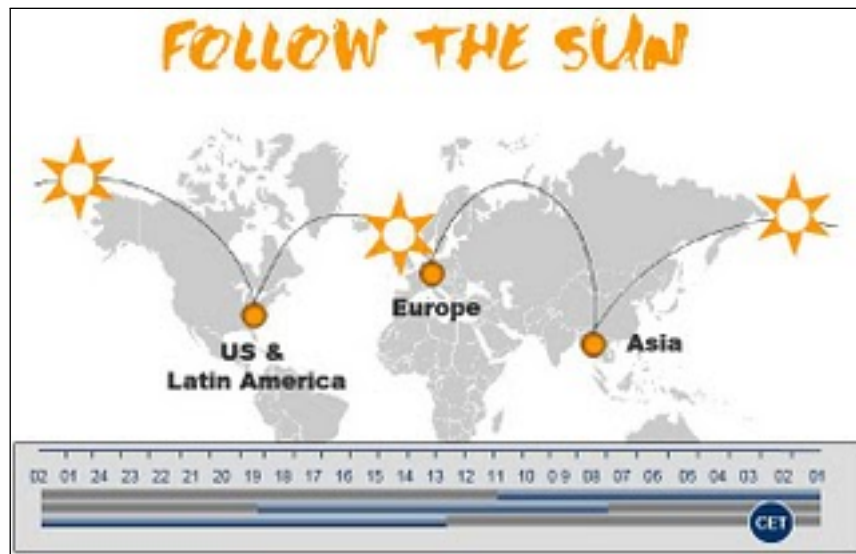 FOLLOW THE SUN
Europe
Asia
US &
Latin America
02 01 24 23 22 21 20 19 18 17 16 15 14 13 12 11 10 09 08 07 06 05 04 03 02 01
CET